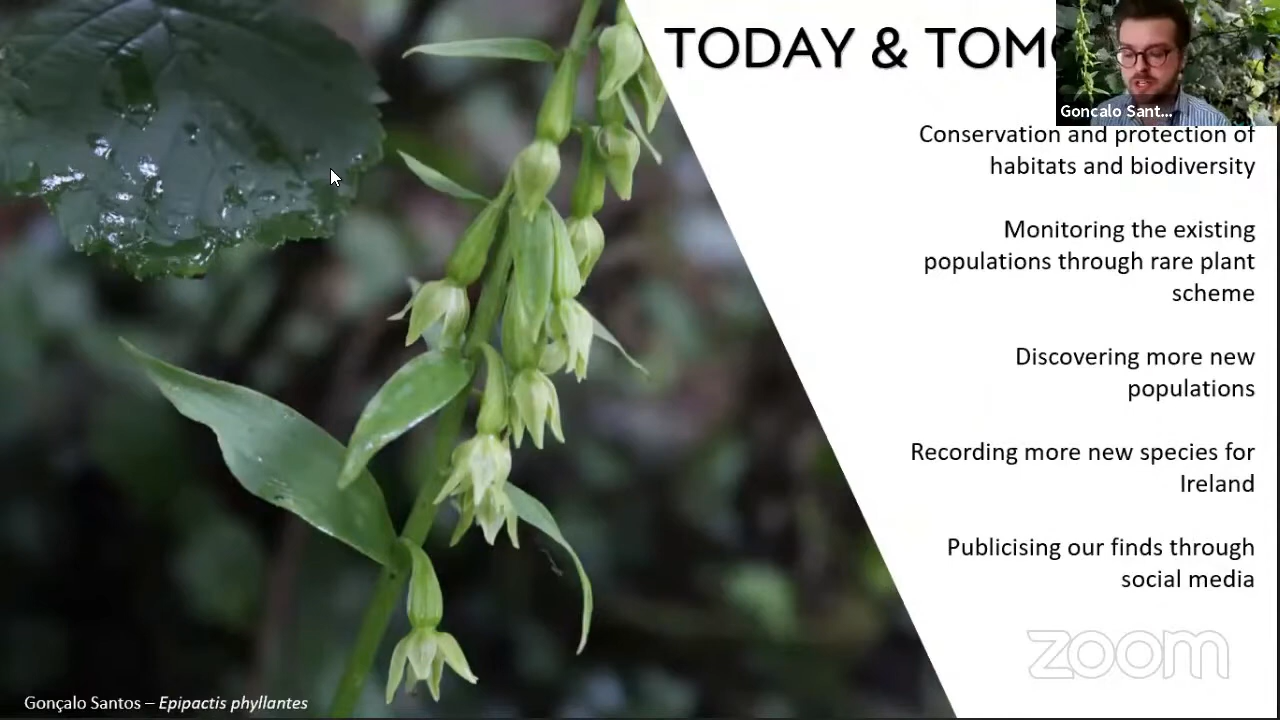 TODAY & TOMO
Goncalo Sant...
Conservation and protection of
habitats and biodiversity
Monitoring the existing
populations through rare plant
scheme
Discovering more new
populations
Recording more new species for
Ireland
Publicising our finds through
social media
zoom
Gonçalo Santos – Epipactis phyllantes